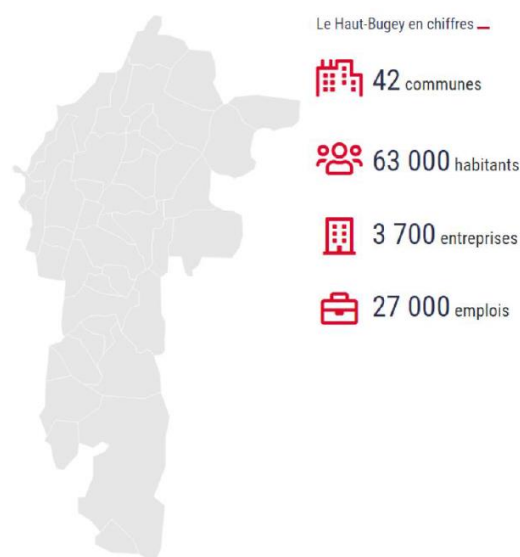 Le Haut-Bugey en chiffres
42 communes
63 000 habitants
3 700 entreprises
27 000 emplois